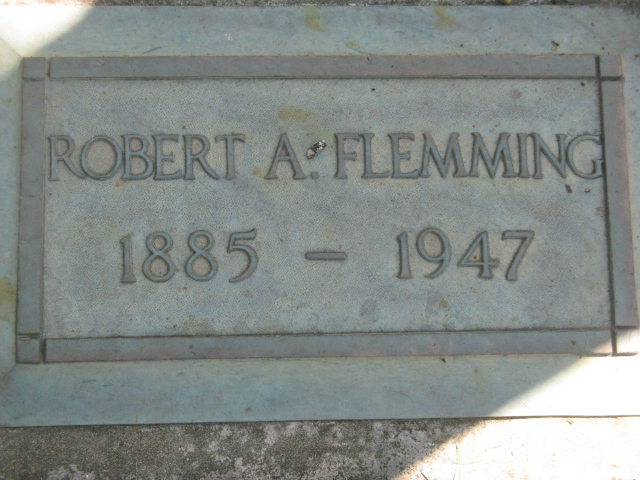 ROBERT A. FLEMMING
1885 – 1947